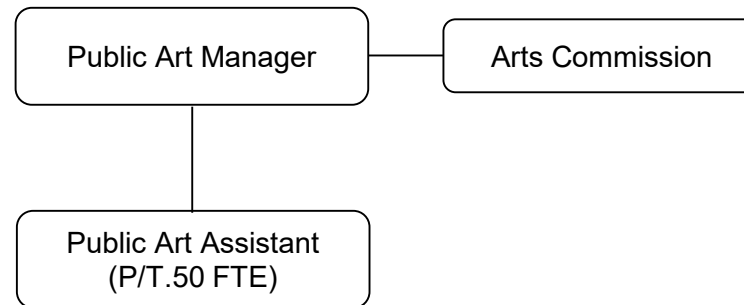 Public Art Manager
Arts Commission
Public Art Assistant
(P/T.50 FTE)